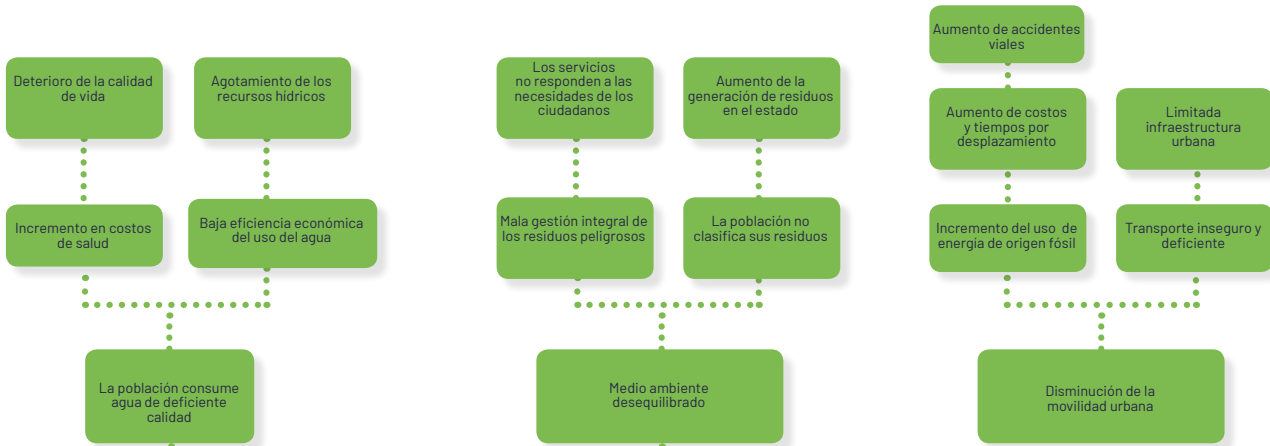 Aumento de accidentes
viales
Deterioro de la calidad
de vida
Agotamiento de los
recursos hídricos
Los servicios
no responden a las
necesidades de los
ciudadanos
Aumento de la
generación de residuos
en el estado
Aumento de costos
y tiempos por
desplazamiento
Limitada
infraestructura
urbana
Incremento en costos
de salud
Baja eficiencia económica
del uso del agua
Mala gestión integral de
los residuos peligrosos
La población no
clasifica sus residuos
Incremento del uso de
energía de origen fósil
Transporte inseguro y
deficiente
La población consume
agua de deficiente
calidad
Medio ambiente
desequilibrado
Disminución de la
movilidad urbana